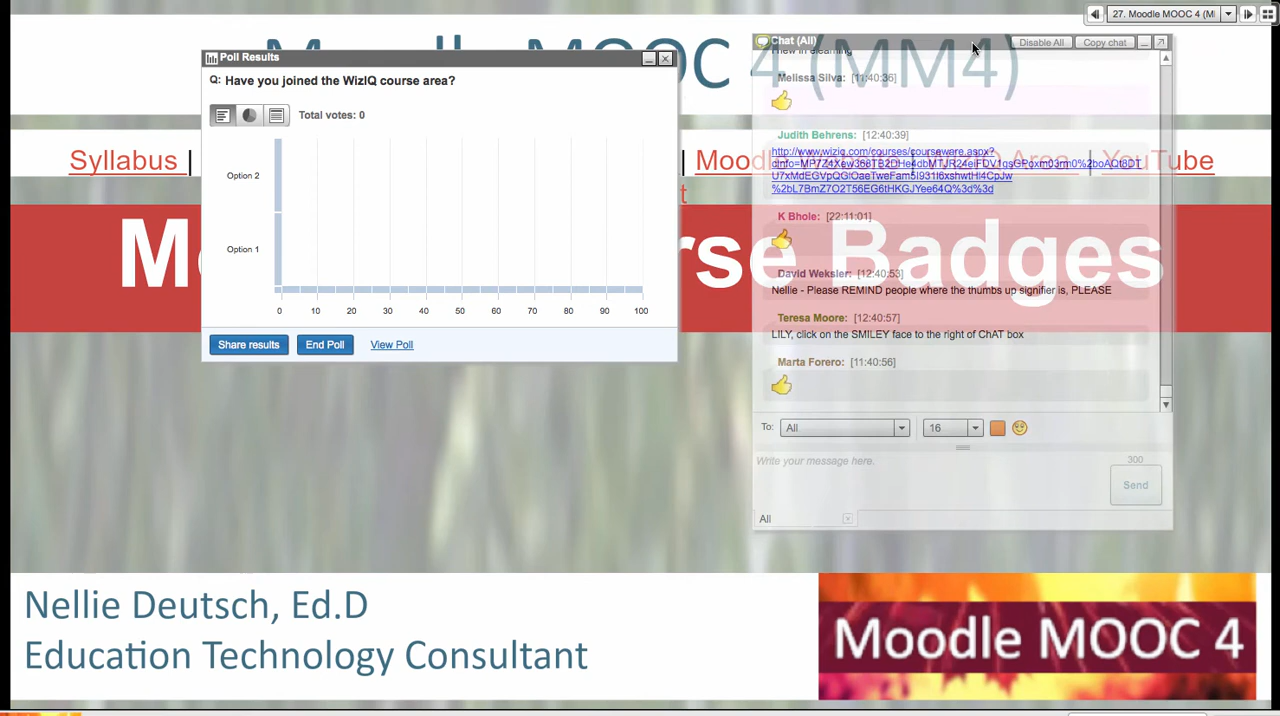 27. Moodle MOOC 4 (MI
MOOC 4 (MM4)
Poll Results
Q: Have you joined the WizIQ course area?
Total votes: 0
Option 2
Option 1
0 10 20 30 40 50 60 70 80 90 100
Share results End Poll View Poll
Chat (All) Disable All Copy chat
I new in elearning
Melissa Silva: [11:40:36]
Judith Behrens: [12:40:39]
http://www.wiziq.com/courses/courseware.aspx?
K Bhole: [22:11:01]
David Weksler: [12:40:53]
Nellie - Please REMIND people where the thumbs up signifier is, PLEASE
Teresa Moore: [12:40:57]
LILY, click on the SMILEY face to the right of ChAT box
Marta Forero: [11:40:56]
To: All 16
Write your message here.
300
Send
All
Syllabus | | Mood Area | YouTube
rse Badges
Nellie Deutsch, Ed.D
Education Technology Consultant
Moodle MOOC 4